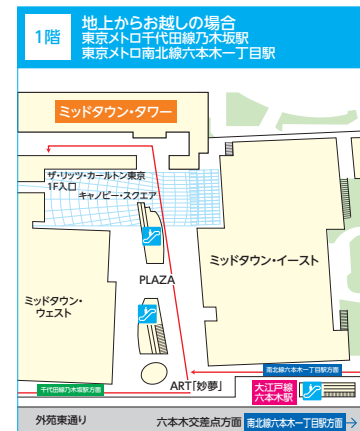 1階
地上からお越しの場合
東京メトロ千代田線乃木坂駅
東京メトロ南北線六本木一丁目駅
ミッドタウン・タワー
ザ・リッツ・カールトン東京
1F入口
キャノピー・スクエア
ミッドタウン・イースト
PLAZA
ミッドタウン・
ウェスト
南北線六本木一丁目駅方面
ART「妙夢」
大江戸線
六本木駅
千代田線乃木坂駅方面
外苑東通り
六本木交差点方面
南北線六本木一丁目駅方面